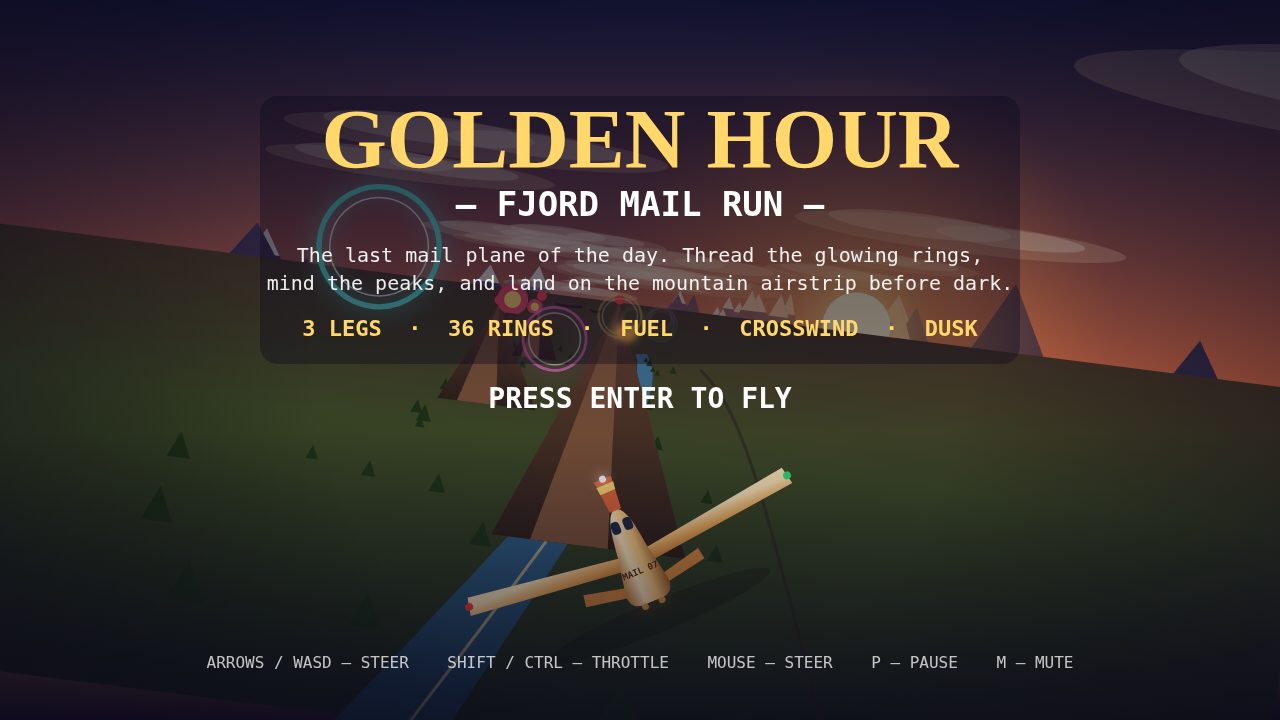 GOLDEN HOUR
— FJORD MAIL RUN —
The last mail plane of the day. Thread the glowing rings,
mind the peaks, and land on the mountain airstrip before dark.
3 LEGS · 36 RINGS · FUEL · CROSSWIND · DUSK
PRESS ENTER TO FLY
MAIL 07
ARROWS / WASD — STEER SHIFT / CTRL — THROTTLE MOUSE — STEER P — PAUSE M — MUTE